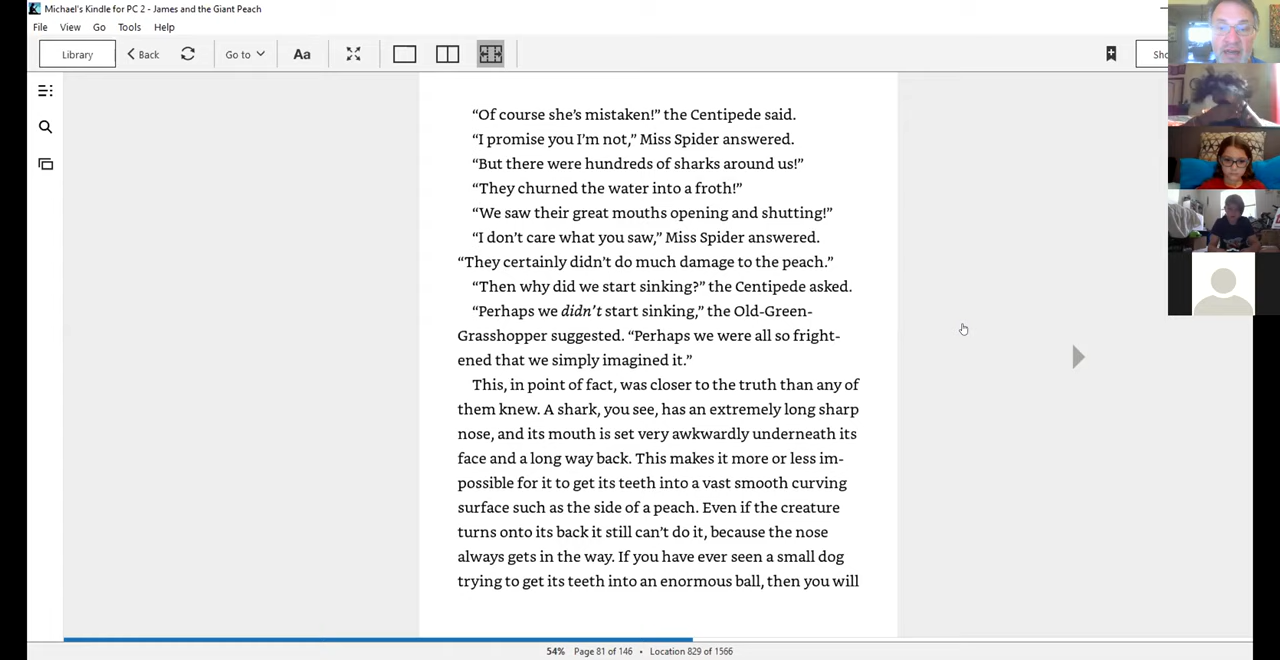 Michael's Kindle for PC 2 - James and the Giant Peach
File View Go Tools Help
Library Back Go to Aa
“Of course she’s mistaken!” the Centipede said.
“I promise you I’m not,” Miss Spider answered.
“But there were hundreds of sharks around us!”
“They churned the water into a froth!”
“We saw their great mouths opening and shutting!”
“I don’t care what you saw,” Miss Spider answered.
“They certainly didn’t do much damage to the peach.”
“Then why did we start sinking?” the Centipede asked.
“Perhaps we didn’t start sinking,” the Old-Green-
Grasshopper suggested. “Perhaps we were all so fright-
ened that we simply imagined it.”
This, in point of fact, was closer to the truth than any of
them knew. A shark, you see, has an extremely long sharp
nose, and its mouth is set very awkwardly underneath its
face and a long way back. This makes it more or less im-
possible for it to get its teeth into a vast smooth curving
surface such as the side of a peach. Even if the creature
turns onto its back it still can’t do it, because the nose
always gets in the way. If you have ever seen a small dog
trying to get its teeth into an enormous ball, then you will
54% Page 81 of 146 • Location 829 of 1566